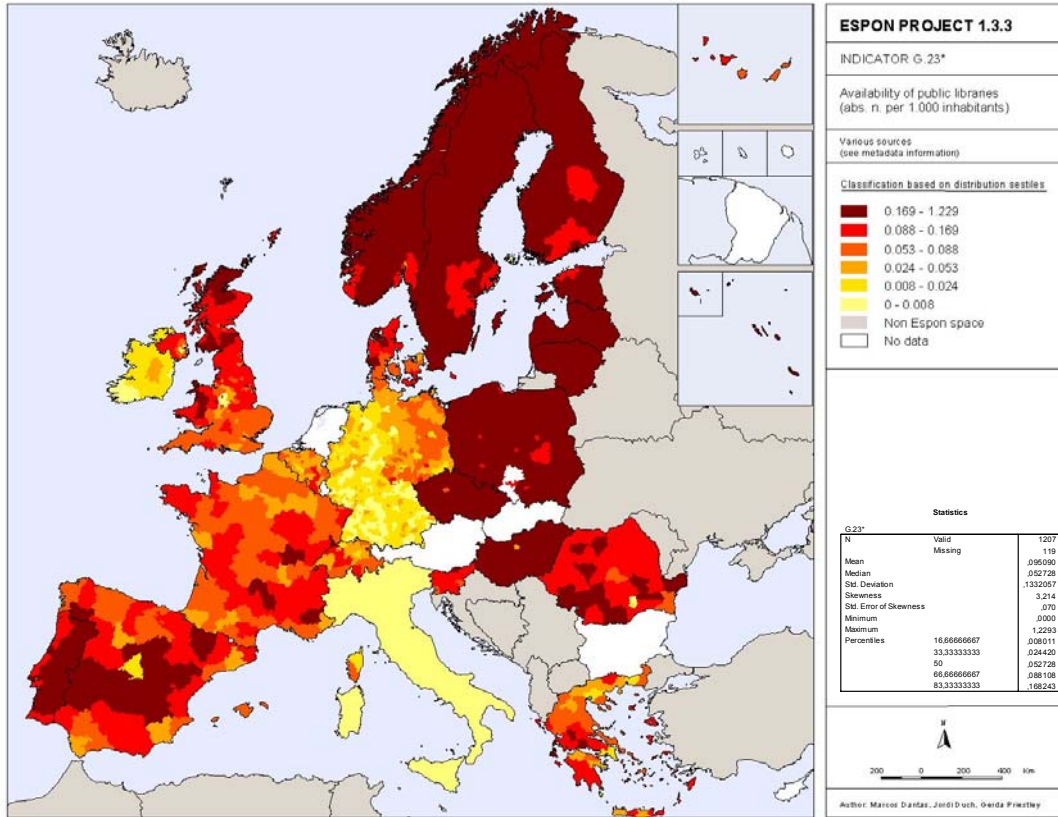 ESPON PROJECT 1.3.3
INDICATOR G.23*
Availability of public libraries
(abs. n. per 1.000 inhabitants)
Various sources
(see metadata information)
Classification based on distribution sestiles
0.169 - 1.229
0.088 - 0.169
0.053 - 0.088
0.024 - 0.053
0.008 - 0.024
0 - 0.008
Non Espon space
No data
Statistics
G.23*
N Valid 1207
Missing 119
Mean ,095090
Median ,052728
Std. Deviation ,1332057
Skewness 3,214
Std. Error of Skewness ,070
Minimum ,0000
Maximum 1,2293
Percentiles 16,66666667 ,008011
33,33333333 ,024420
50 ,052728
66,66666667 ,088108
83,33333333 ,168243
N
200 0 200 400 Km
Author: Marcos Dantas, Jordi Duch, Gerda Priestley